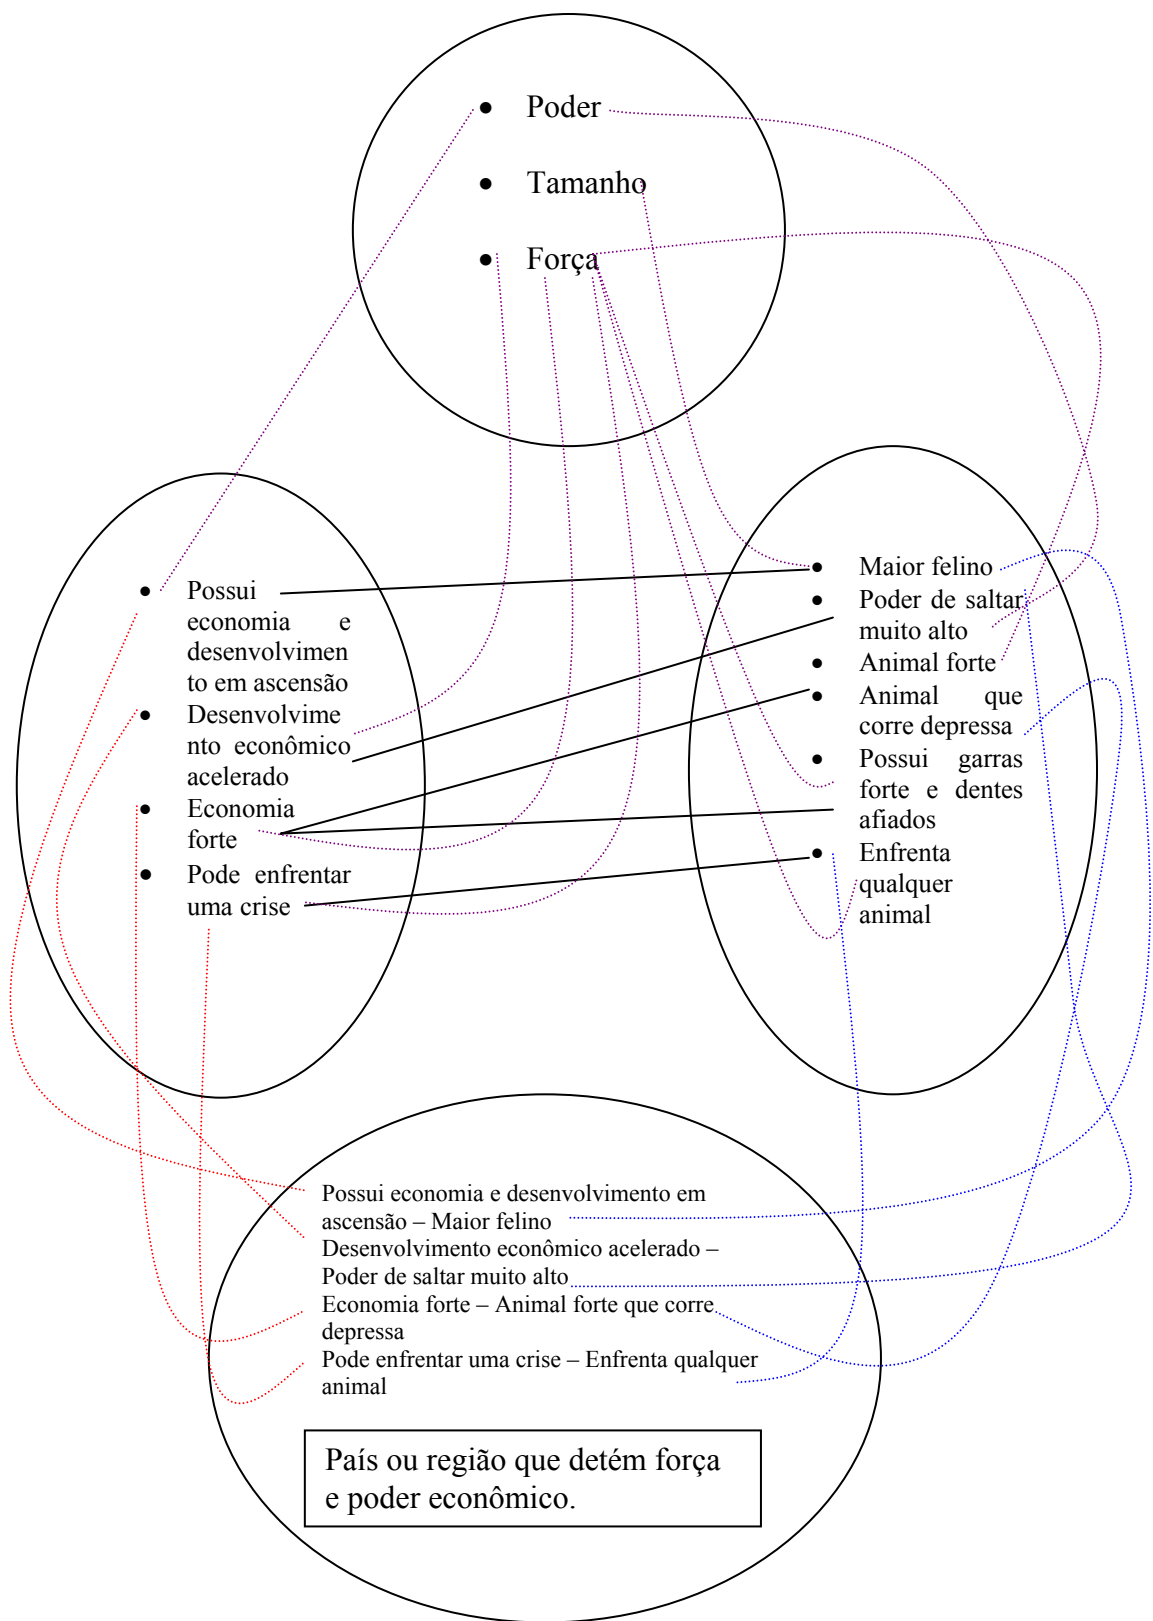 • Poder
• Tamanho
• Força
• Possui
economia e
desenvolvimen
to em ascensão
• Desenvolvime
nto econômico
acelerado
• Economia
forte
• Pode enfrentar
uma crise
• Maior felino
• Poder de saltar
muito alto
• Animal forte
• Animal que
corre depressa
• Possui garras
forte e dentes
afiados
• Enfrenta
qualquer
animal
Possui economia e desenvolvimento em
ascensão – Maior felino
Desenvolvimento econômico acelerado –
Poder de saltar muito alto
Economia forte – Animal forte que corre
depressa
Pode enfrentar uma crise – Enfrenta qualquer
animal
País ou região que detém força
e poder econômico.